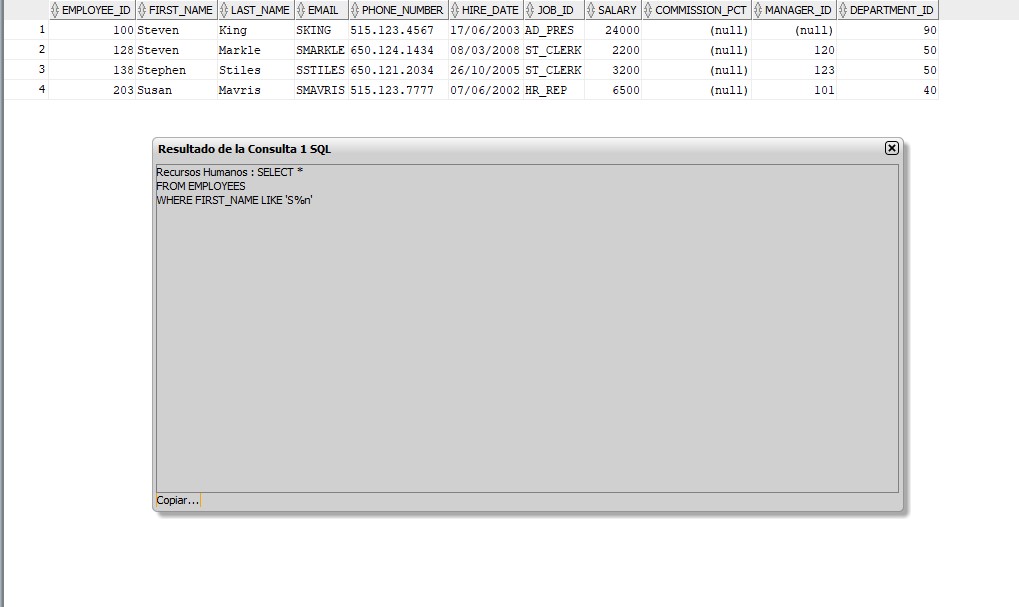 EMPLOYEE_ID FIRST_NAME LAST_NAME EMAIL PHONE_NUMBER HIRE_DATE JOB_ID SALARY COMMISSION_PCT MANAGER_ID DEPARTMENT_ID
1 100 Steven King SKING 515.123.4567 17/06/2003 AD_PRES 24000 (null) (null) 90
2 128 Steven Markle SMARKLE 650.124.1434 08/03/2008 ST_CLERK 2200 (null) 120 50
3 138 Stephen Stiles SSTILES 650.121.2034 26/10/2005 ST_CLERK 3200 (null) 123 50
4 203 Susan Mavris SMAVRIS 515.123.7777 07/06/2002 HR_REP 6500 (null) 101 40
Resultado de la Consulta 1 SQL
Recursos Humanos : SELECT *
FROM EMPLOYEES
WHERE FIRST_NAME LIKE 'S%n'
Copiar...